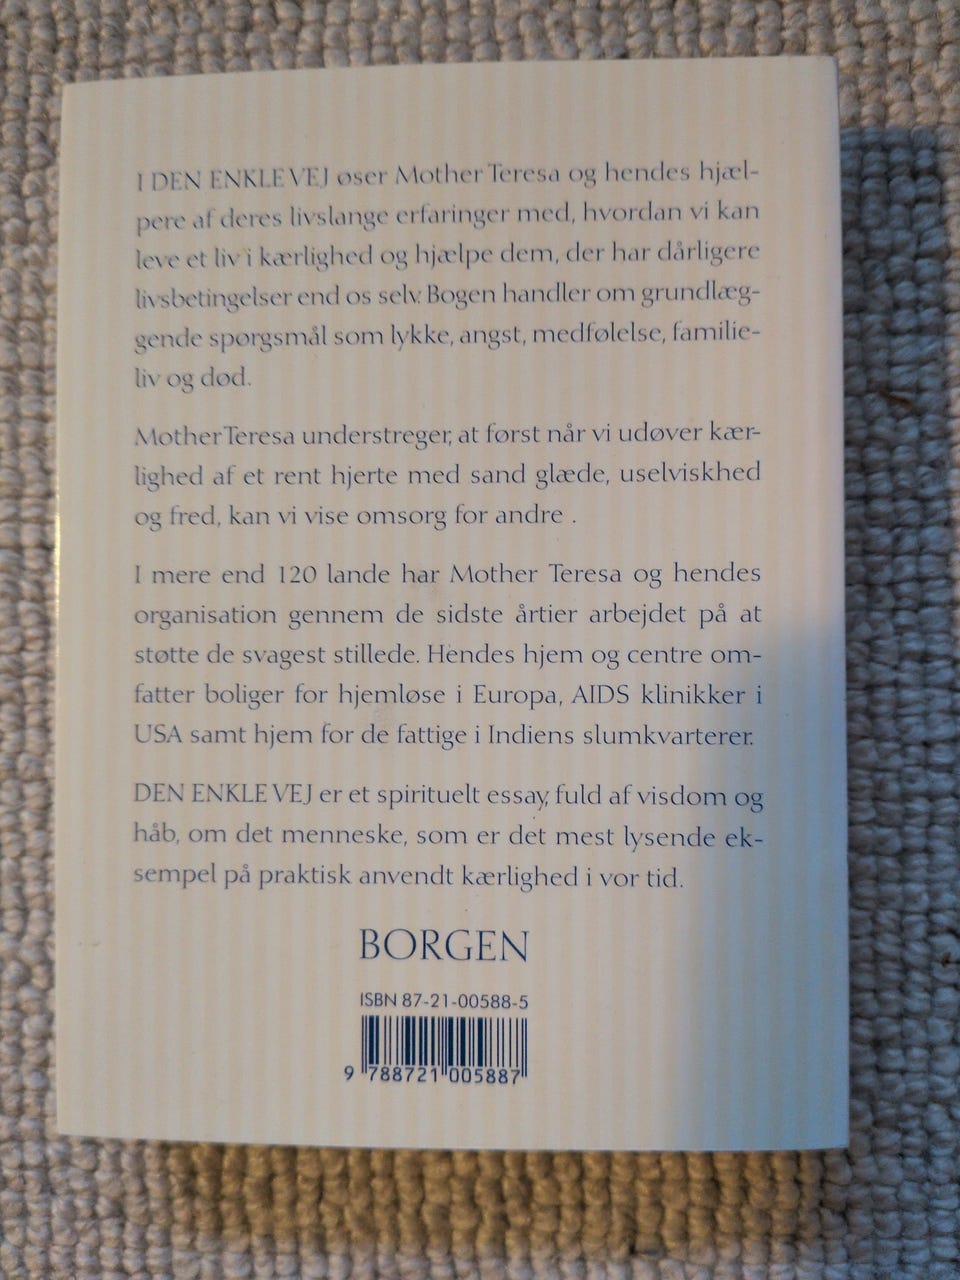 I DEN ENKLE VEJ øser Mother Teresa og hendes hjæl-
pere af deres livslange erfaringer med, hvordan vi kan
leve et liv i kærlighed og hjælpe dem, der har dårligere
livsbetingelser end os selv. Bogen handler om grundlæg-
gende spørgsmål som lykke, angst, medfølelse, familie-
liv og død.
Mother Teresa understreger, at først når vi udøver kær-
lighed af et rent hjerte med sand glæde, uselviskhed
og fred, kan vi vise omsorg for andre .
I mere end 120 lande har Mother Teresa og hendes
organisation gennem de sidste årtier arbejdet på at
støtte de svagest stillede. Hendes hjem og centre om-
fatter boliger for hjemløse i Europa, AIDS klinikker i
USA samt hjem for de fattige i Indiens slumkvarterer.
DEN ENKLE VEJ er et spirituelt essay, fuld af visdom og
håb, om det menneske, som er det mest lysende ek-
sempel på praktisk anvendt kærlighed i vor tid.
BORGEN
ISBN 87-21-00588-5
9 788721 005887